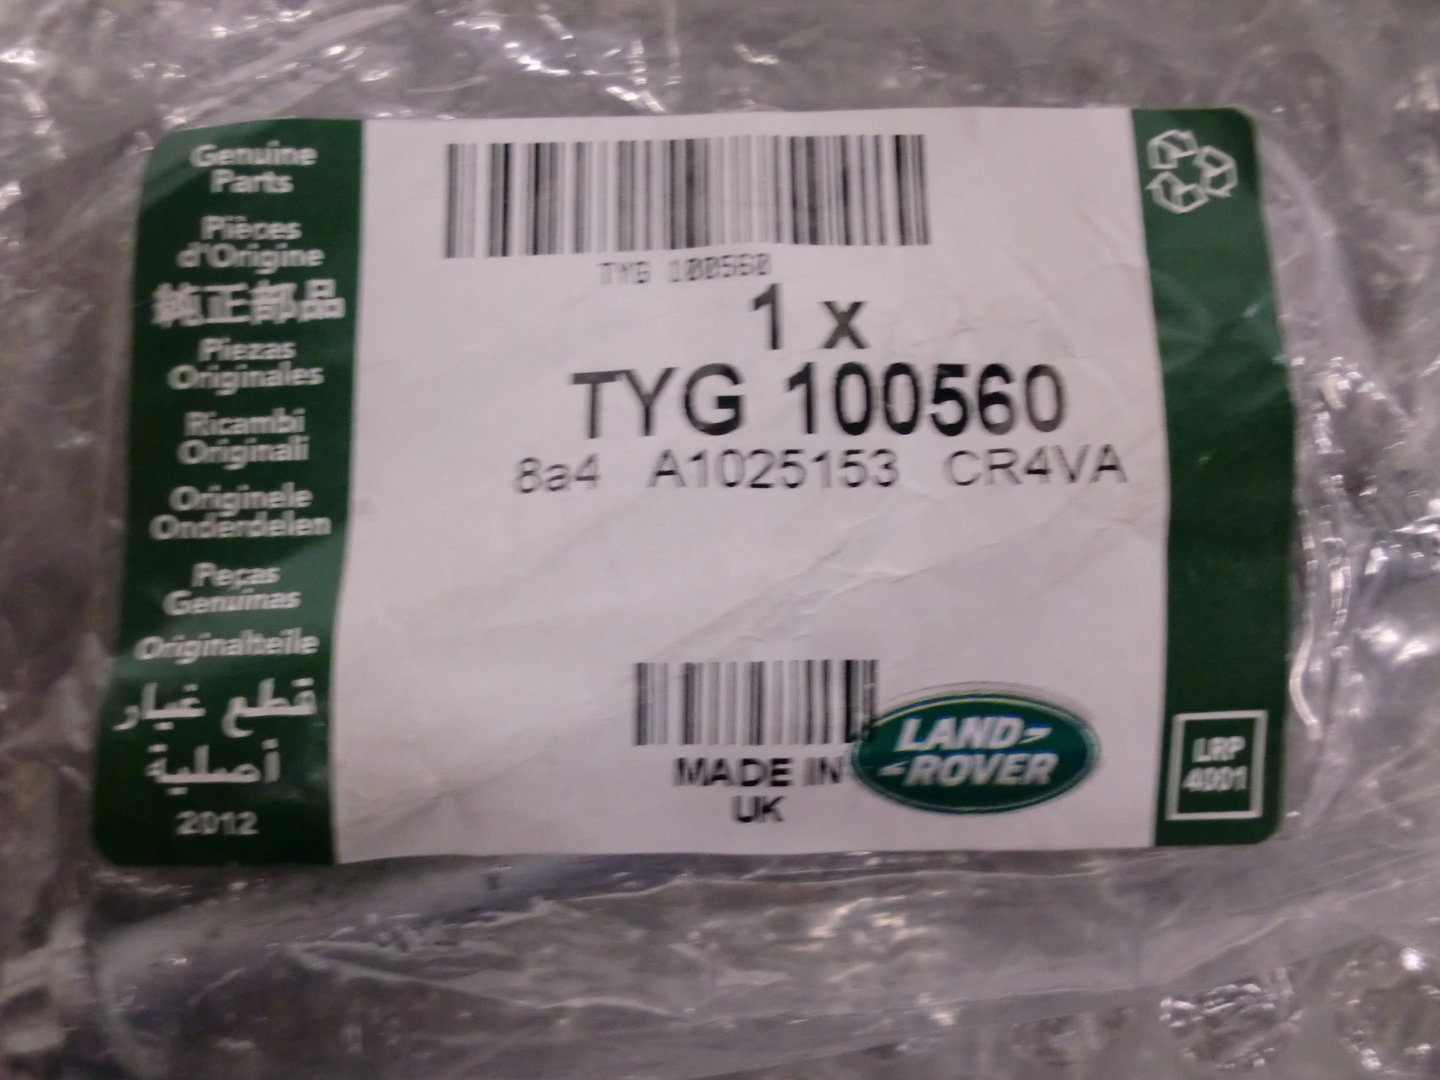 Genuine
Parts
Pièces
d'Origine
純正部品
Piezas
Originales
Ricambi
Originali
Originele
Onderdelen
Peças
Genuínas
Originalteile
قطع غيار
أصلية
2012
TYG 100560
1 x
TYG 100560
8a4 A1025153 CR4VA
MADE IN
UK
LAND-
-ROVER
LRP
4001